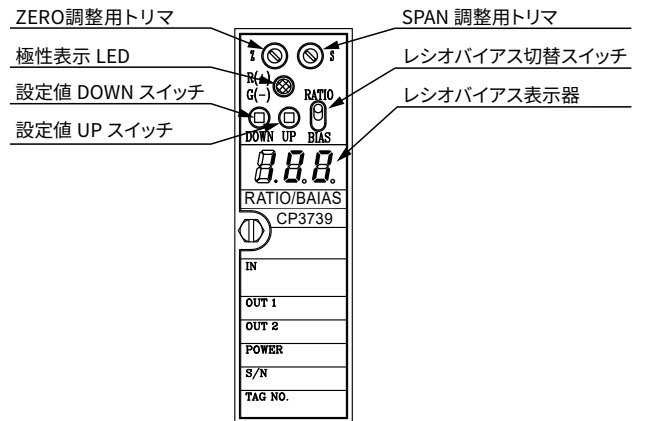 ZERO調整用トリマ
SPAN 調整用トリマ
極性表示 LED
レシオバイアス切替スイッチ
設定値 DOWN スイッチ
レシオバイアス表示器
設定値 UP スイッチ
Z S
R(+)
G(-) RATIO
DOWN UP BIAS
8.8.8.
RATIO/BAIAS
CP3739
IN
OUT 1
OUT 2
POWER
S/N
TAG NO.